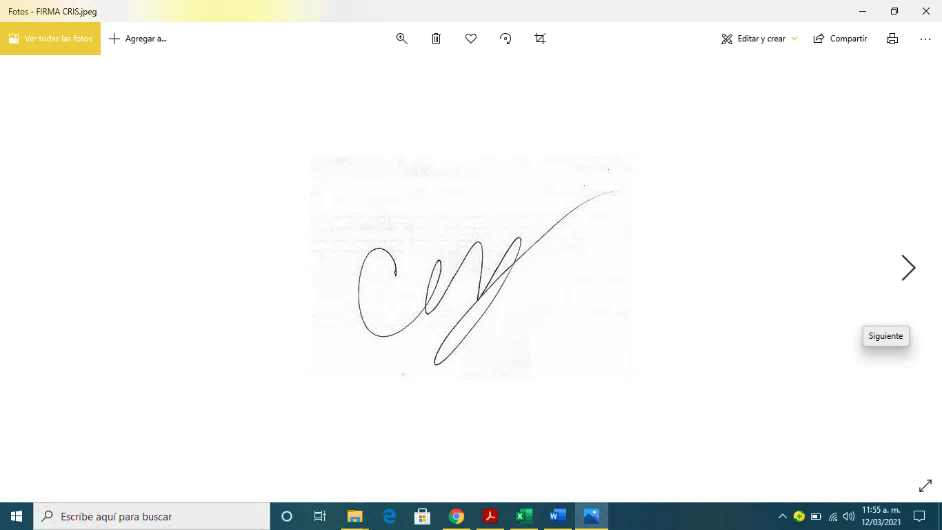 Fotos - FIRMA CRIS.jpeg
Ver todas las fotos
Agregar a...
Editar y crear
Compartir
Siguiente
Escribe aquí para buscar
11:55 a. m.
12/03/2021